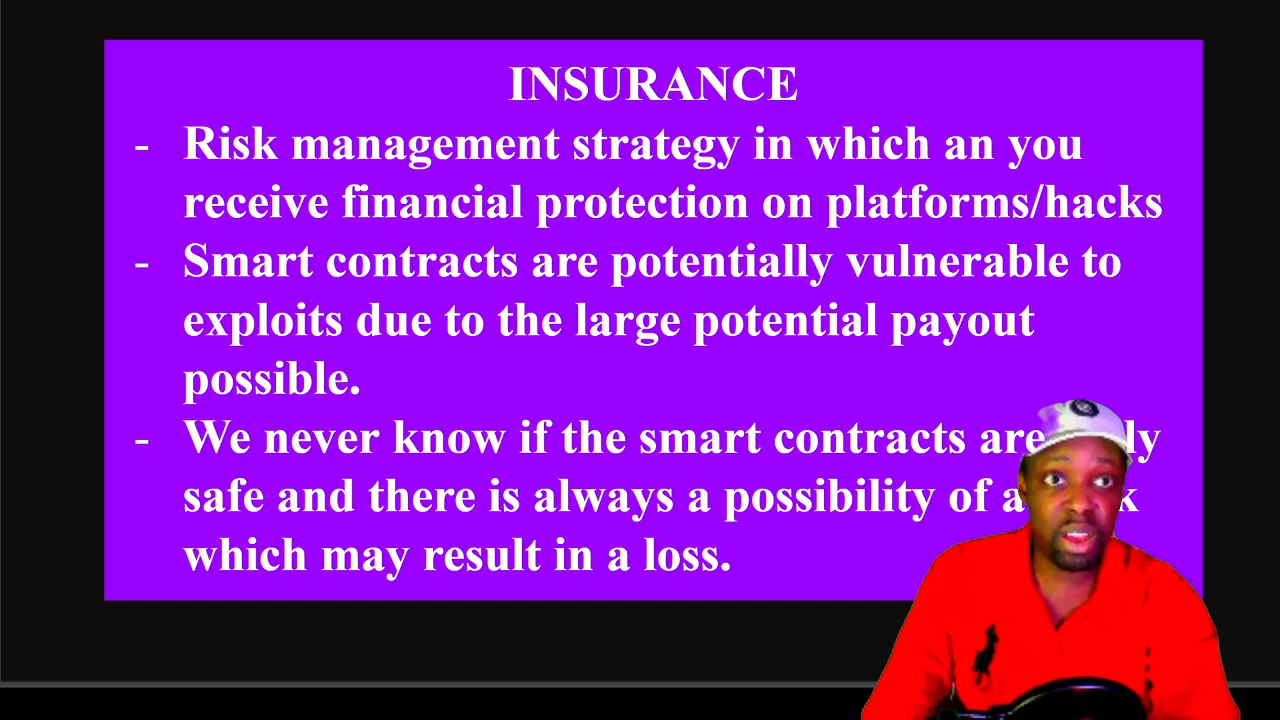 INSURANCE
- Risk management strategy in which an you
receive financial protection on platforms/hacks
- Smart contracts are potentially vulnerable to
exploits due to the large potential payout
possible.
- We never know if the smart contracts are
safe and there is always a possibility of a
which may result in a loss.